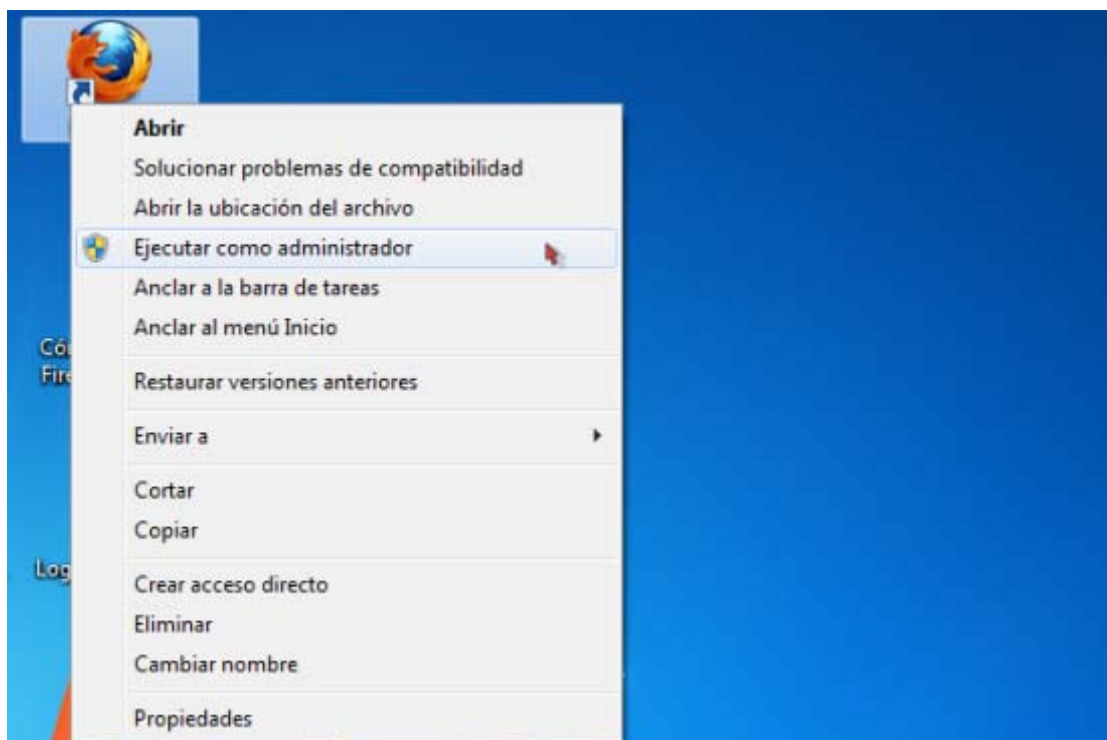 Abrir
Solucionar problemas de compatibilidad
Abrir la ubicación del archivo
Ejecutar como administrador
Anclar a la barra de tareas
Anclar al menú Inicio
Restaurar versiones anteriores
Enviar a
Cortar
Copiar
Crear acceso directo
Eliminar
Cambiar nombre
Propiedades